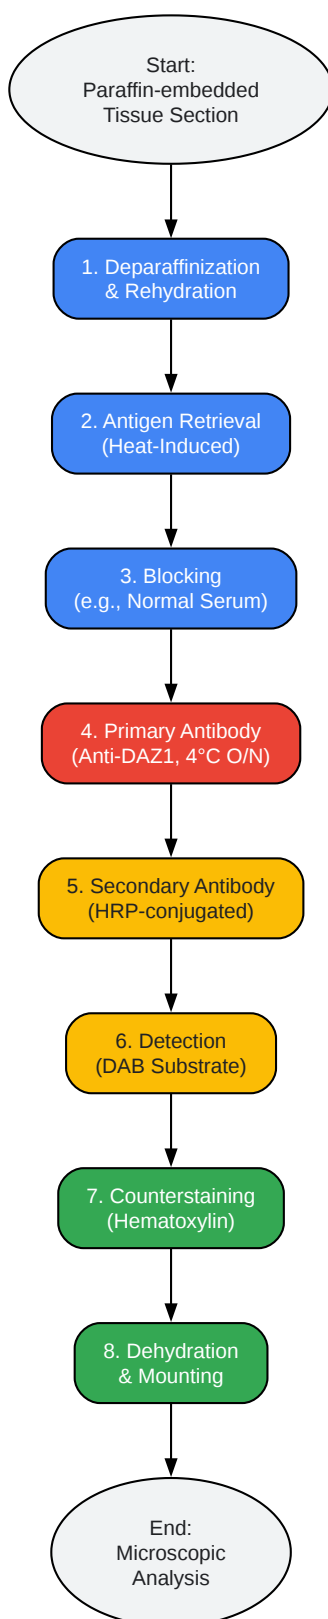 Start:
Paraffin-embedded
Tissue Section
1. Deparaffinization
& Rehydration
2. Antigen Retrieval
(Heat-Induced)
3. Blocking
(e.g., Normal Serum)
4. Primary Antibody
(Anti-DAZ1, 4°C O/N)
5. Secondary Antibody
(HRP-conjugated)
6. Detection
(DAB Substrate)
7. Counterstaining
(Hematoxylin)
8. Dehydration
& Mounting
End:
Microscopic
Analysis